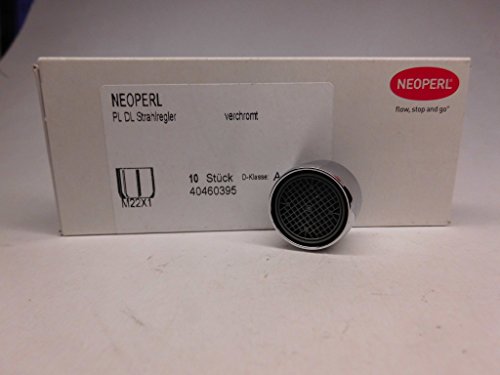 NEOPERL
PL DL Strahlregler verchromt
10 Stück D-Klasse: A
40460395
M22X1
NEOPERL®
flow, stop and go®